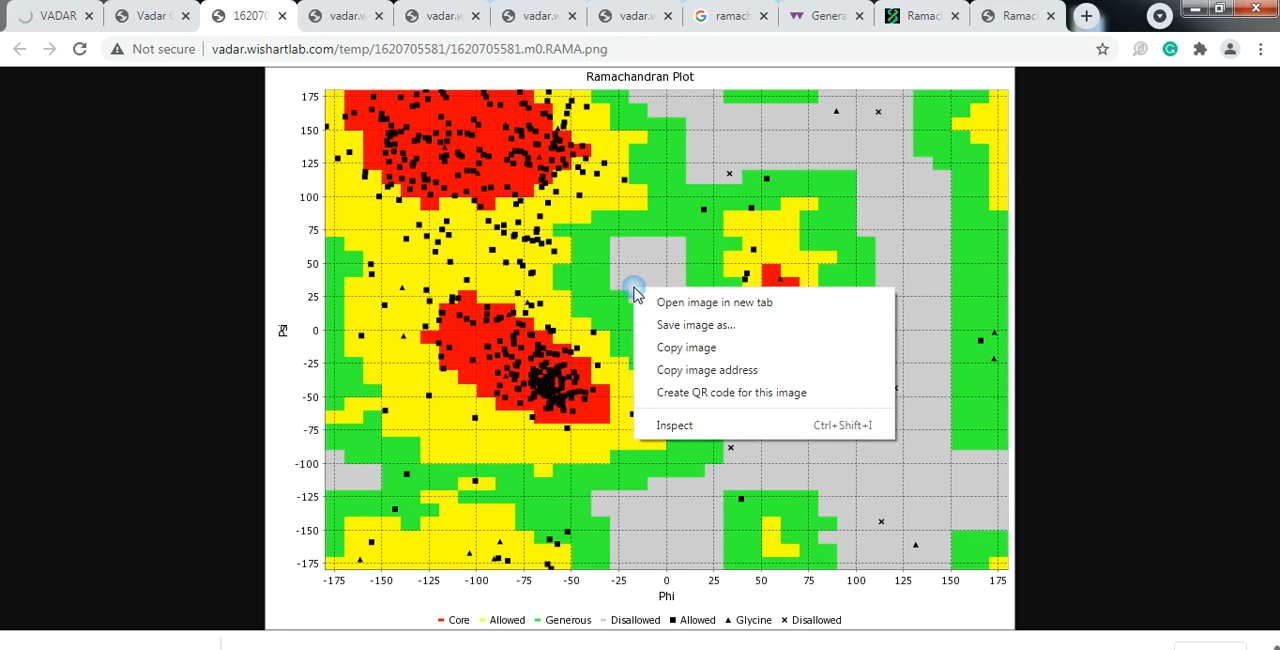 VADAR
Vadar C
16207(
vadar.w
vadar.w
vadar.w
vadar.w
ramach
Genera
Ramac
Ramac
Not secure
vadar.wishartlab.com/temp/1620705581/1620705581.m0.RAMA.png
Ramachandran Plot
175
150
125
100
75
50
25
0
-25
-50
-75
-100
-125
-150
-175
Psi
Open image in new tab
Save image as...
Copy image
Copy image address
Create QR code for this image
Inspect Ctrl+Shift+I
-175 -150 -125 -100 -75 -50 -25 0 25 50 75 100 125 150 175
Phi
Core Allowed Generous Disallowed Allowed Glycine Disallowed